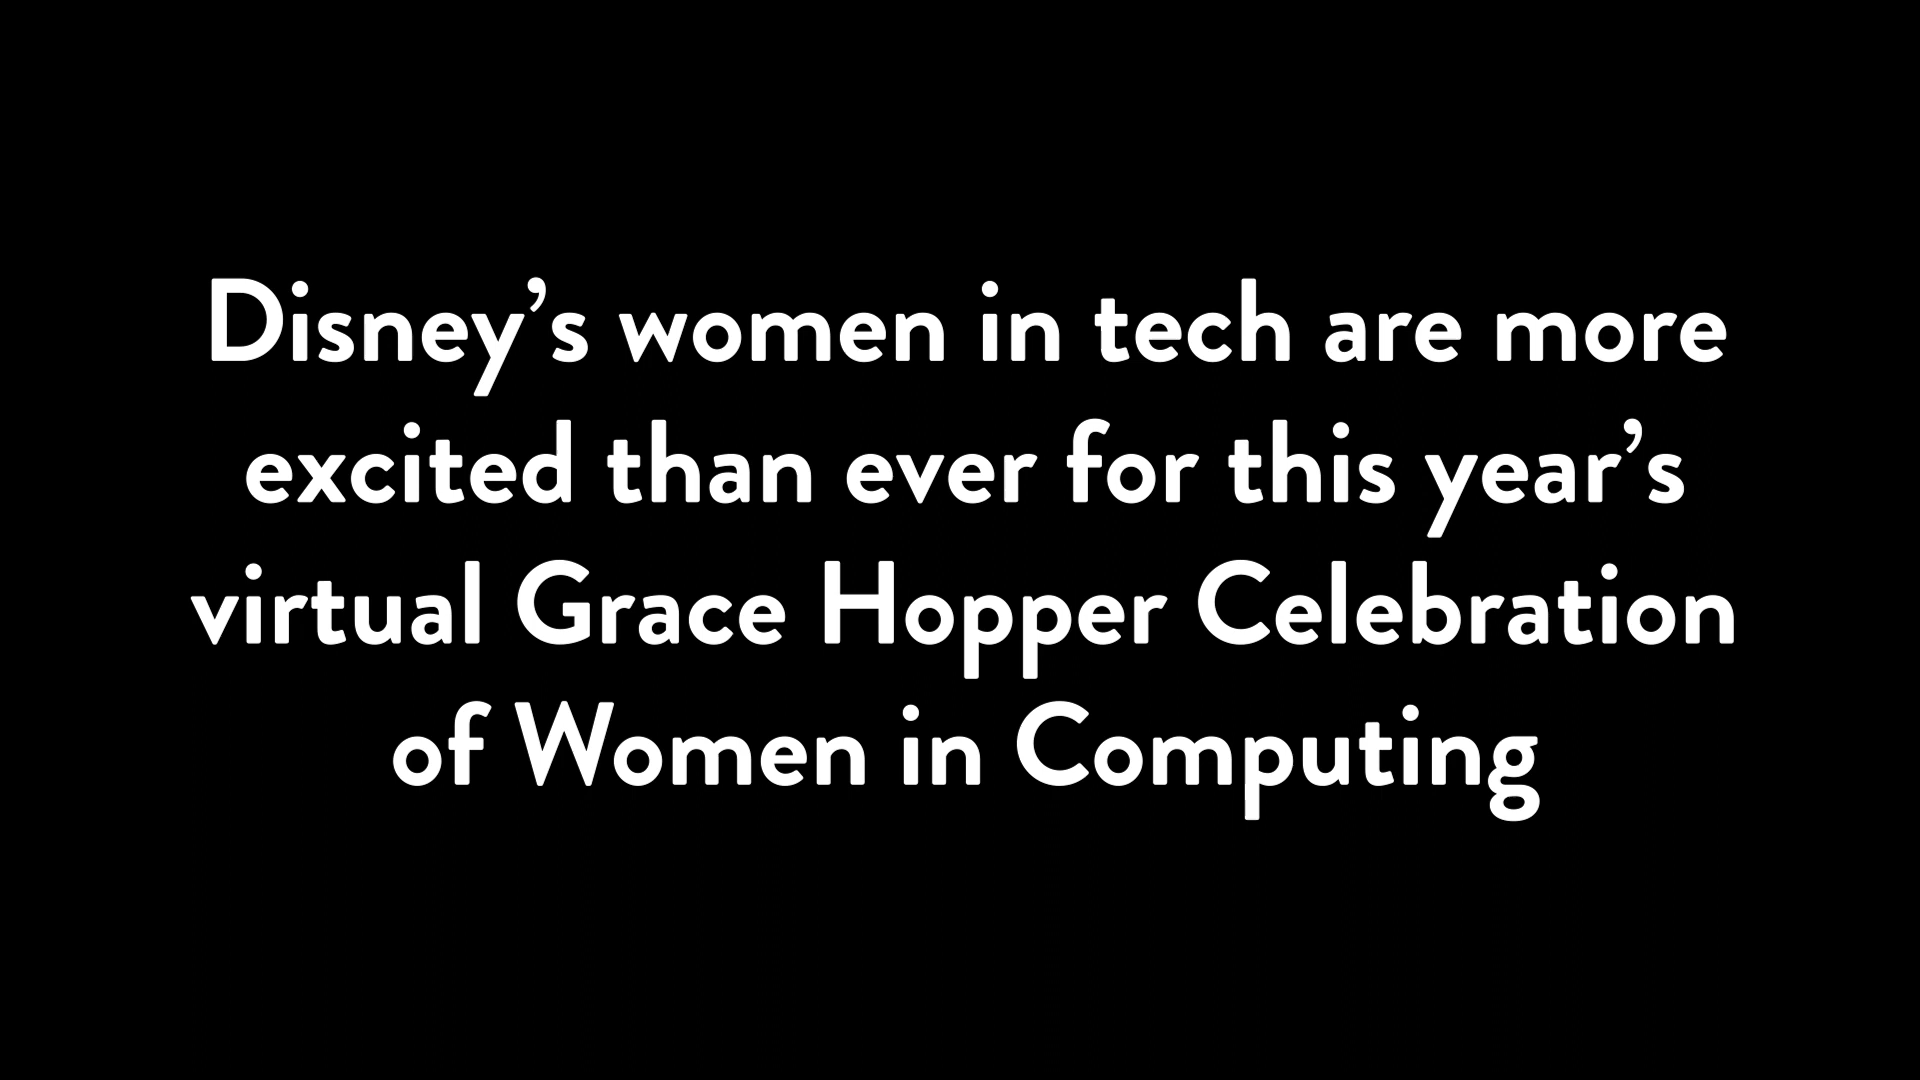 Disney’s women in tech are more
excited than ever for this year’s
virtual Grace Hopper Celebration
of Women in Computing